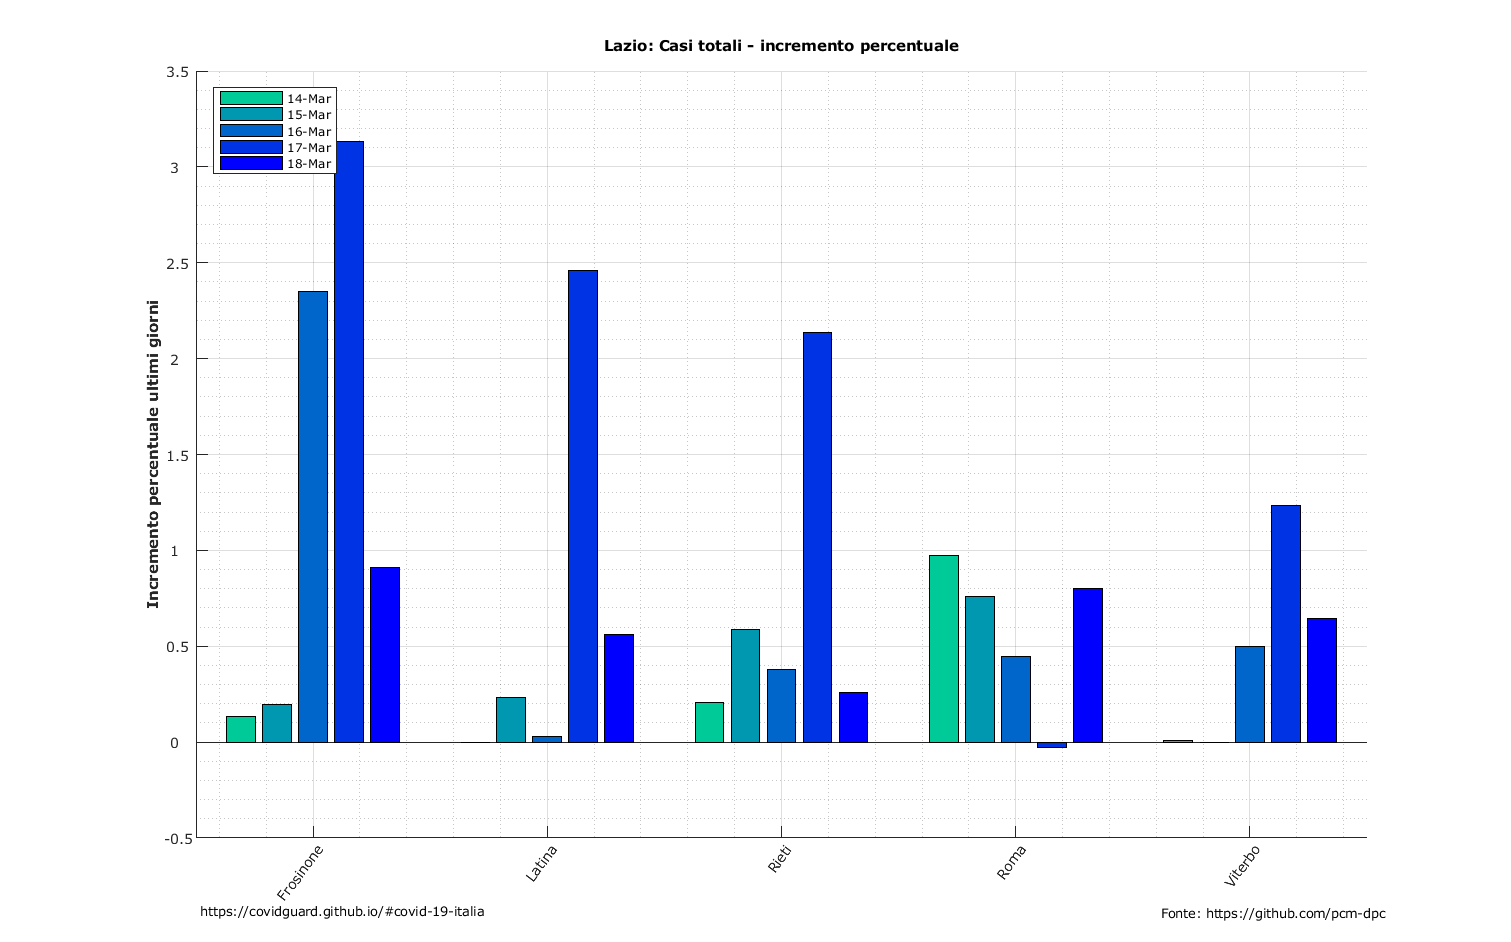 Lazio: Casi totali - incremento percentuale
3.5
3
2.5
2
1.5
1
0.5
0
-0.5
Incremento percentuale ultimi giorni
14-Mar
15-Mar
16-Mar
17-Mar
18-Mar
Frosinone
Latina
Rieti
Roma
Viterbo
https://covidguard.github.io/#covid-19-italia
Fonte: https://github.com/pcm-dpc